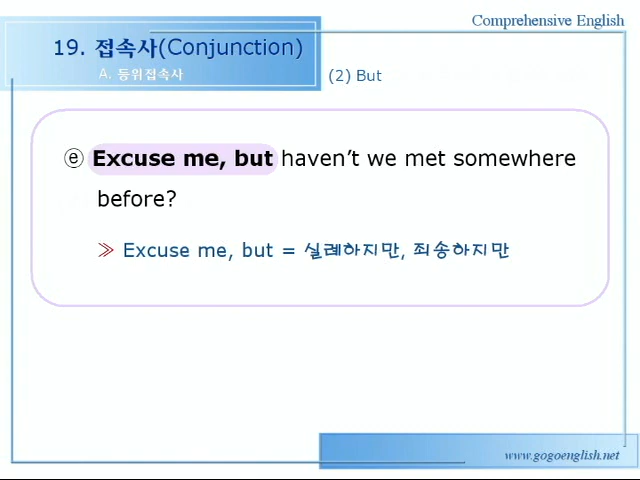 Comprehensive English
19. 접속사(Conjunction)
A. 등위접속사
(2) But
ⓔ Excuse me, but haven’t we met somewhere
before?
≫ Excuse me, but = 실례하지만, 죄송하지만
www.gogoenglish.net